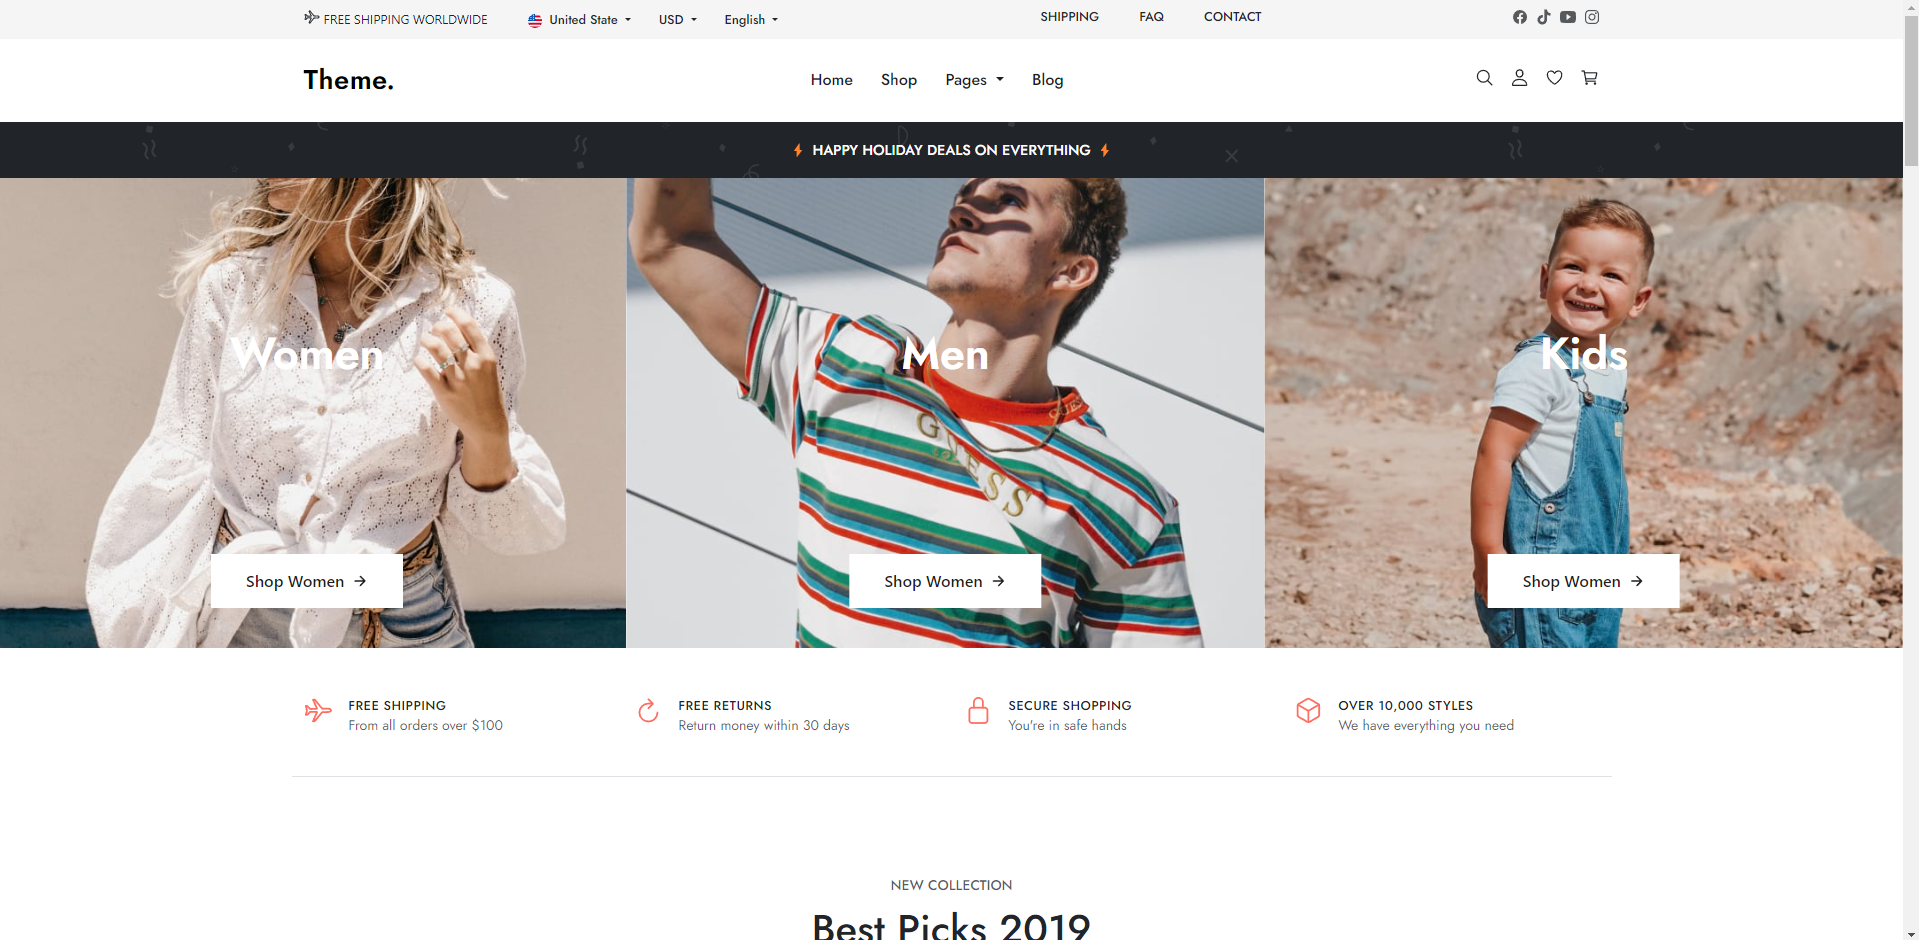 FREE SHIPPING WORLDWIDE
United State
USD
English
SHIPPING
FAQ
CONTACT
Theme.
Home
Shop
Pages
Blog
HAPPY HOLIDAY DEALS ON EVERYTHING
Women
Men
Kids
GUESS
Shop Women
Shop Women
Shop Women
FREE SHIPPING
From all orders over $100
FREE RETURNS
Return money within 30 days
SECURE SHOPPING
You're in safe hands
OVER 10,000 STYLES
We have everything you need
NEW COLLECTION
Best Picks 2019